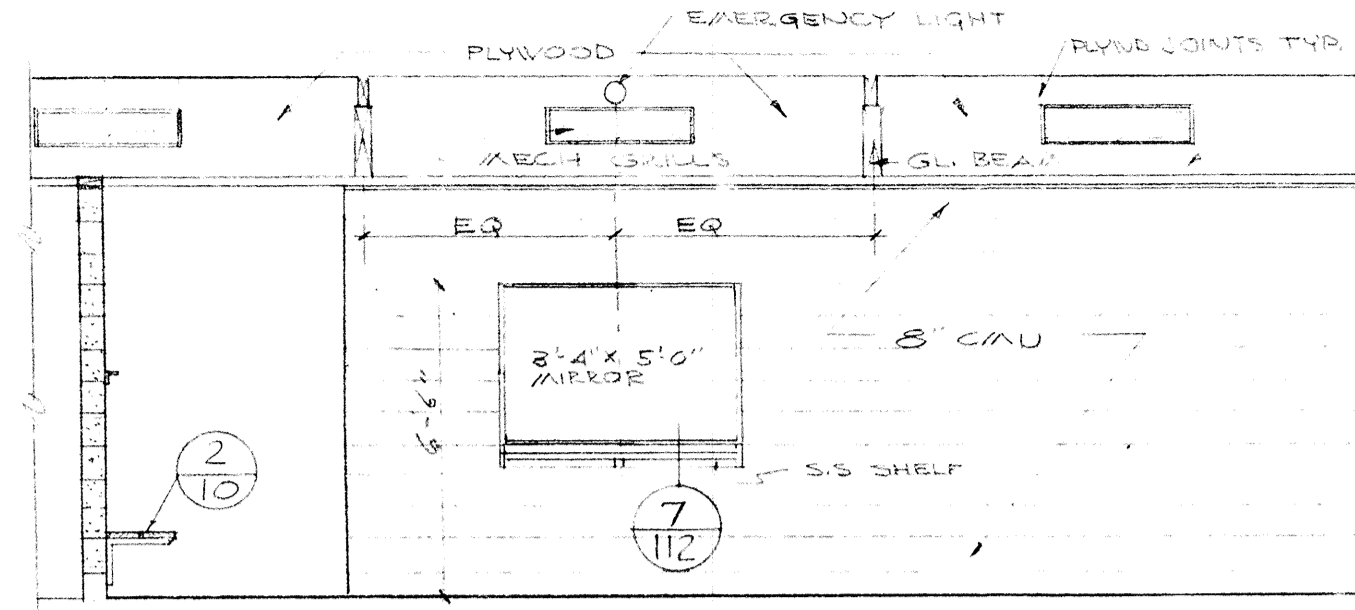 EMERGENCY LIGHT
PLYWOOD
PLYWD JOINTS TYP.
MECH GRILLS
GL. BEAM
EQ
EQ
8" CMU
3'-4" x 5'-0"
MIRROR
6'-6"
2
10
S.S SHELF
7
112